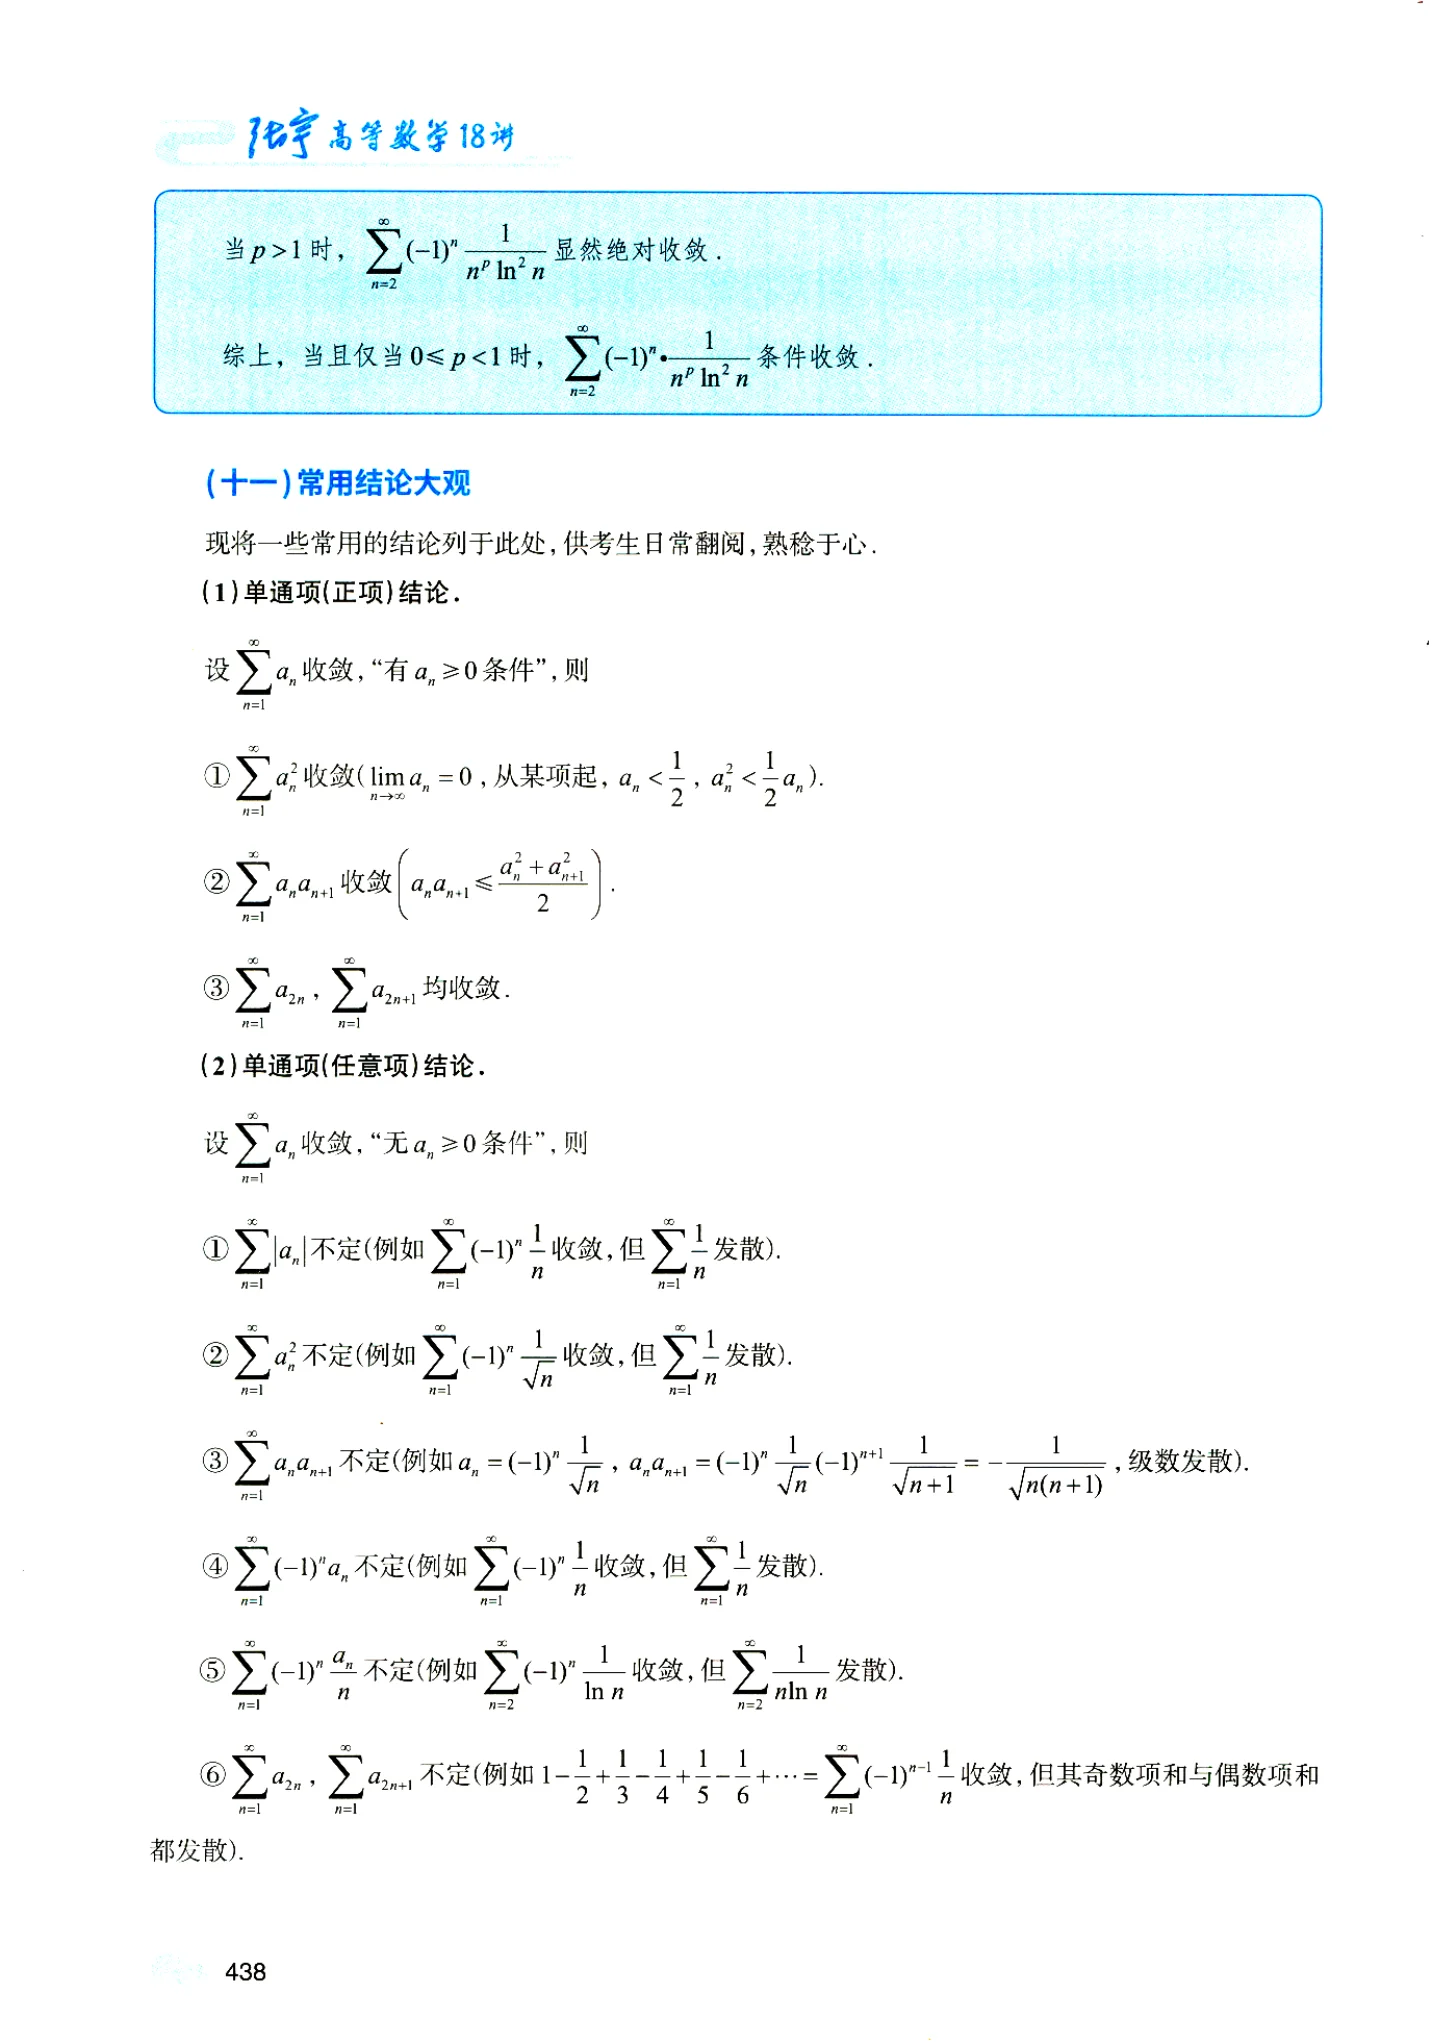 张宇高等数学18讲
当 p>1 时，$\sum_{n=2}^{\infty}(-1)^n\frac{1}{n^p\ln^2 n}$ 显然绝对收敛．
综上，当且仅当 0≤p<1 时，$\sum_{n=2}^{\infty}(-1)^n\cdot\frac{1}{n^p\ln^2 n}$ 条件收敛．
(十一)常用结论大观
现将一些常用的结论列于此处,供考生日常翻阅,熟稔于心.
(1)单通项(正项)结论.
设$\sum_{n=1}^{\infty}a_n$收敛,“有 $a_n\geqslant 0$ 条件”,则
①$\sum_{n=1}^{\infty}a_n^2$收敛($\lim_{n\to\infty}a_n=0$,从某项起,$a_n<\frac{1}{2}$,$a_n^2<\frac{1}{2}a_n$).
②$\sum_{n=1}^{\infty}a_na_{n+1}$收敛$\left(a_na_{n+1}\leqslant\frac{a_n^2+a_{n+1}^2}{2}\right)$.
③$\sum_{n=1}^{\infty}a_{2n}$,$\sum_{n=1}^{\infty}a_{2n+1}$均收敛.
(2)单通项(任意项)结论.
设$\sum_{n=1}^{\infty}a_n$收敛,“无 $a_n\geqslant 0$ 条件”,则
①$\sum_{n=1}^{\infty}|a_n|$不定(例如$\sum_{n=1}^{\infty}(-1)^n\frac{1}{n}$收敛,但$\sum_{n=1}^{\infty}\frac{1}{n}$发散).
②$\sum_{n=1}^{\infty}a_n^2$不定(例如$\sum_{n=1}^{\infty}(-1)^n\frac{1}{\sqrt{n}}$收敛,但$\sum_{n=1}^{\infty}\frac{1}{n}$发散).
③$\sum_{n=1}^{\infty}a_na_{n+1}$不定(例如$a_n=(-1)^n\frac{1}{\sqrt{n}}$,$a_na_{n+1}=(-1)^n\frac{1}{\sqrt{n}}(-1)^{n+1}\frac{1}{\sqrt{n+1}}=-\frac{1}{\sqrt{n(n+1)}}$,级数发散).
④$\sum_{n=1}^{\infty}(-1)^na_n$不定(例如$\sum_{n=1}^{\infty}(-1)^n\frac{1}{n}$收敛,但$\sum_{n=1}^{\infty}\frac{1}{n}$发散).
⑤$\sum_{n=1}^{\infty}(-1)^n\frac{a_n}{n}$不定(例如$\sum_{n=2}^{\infty}(-1)^n\frac{1}{\ln n}$收敛,但$\sum_{n=2}^{\infty}\frac{1}{n\ln n}$发散).
⑥$\sum_{n=1}^{\infty}a_{2n}$,$\sum_{n=1}^{\infty}a_{2n+1}$不定(例如$1-\frac{1}{2}+\frac{1}{3}-\frac{1}{4}+\frac{1}{5}-\frac{1}{6}+\cdots=\sum_{n=1}^{\infty}(-1)^{n-1}\frac{1}{n}$收敛,但其奇数项和与偶数项和
都发散).
438